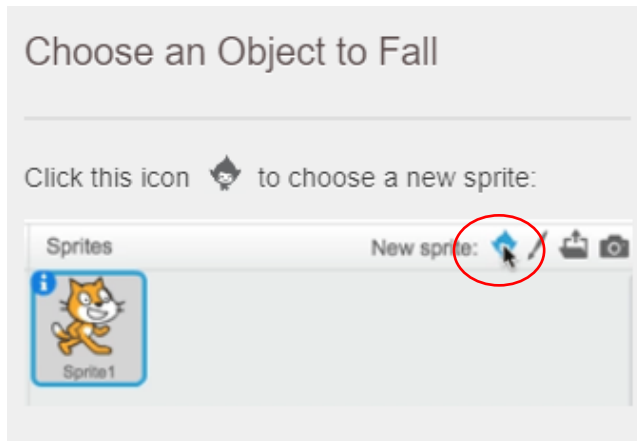 Choose an Object to Fall
Click this icon to choose a new sprite:
Sprites New sprite:
i
Sprite1